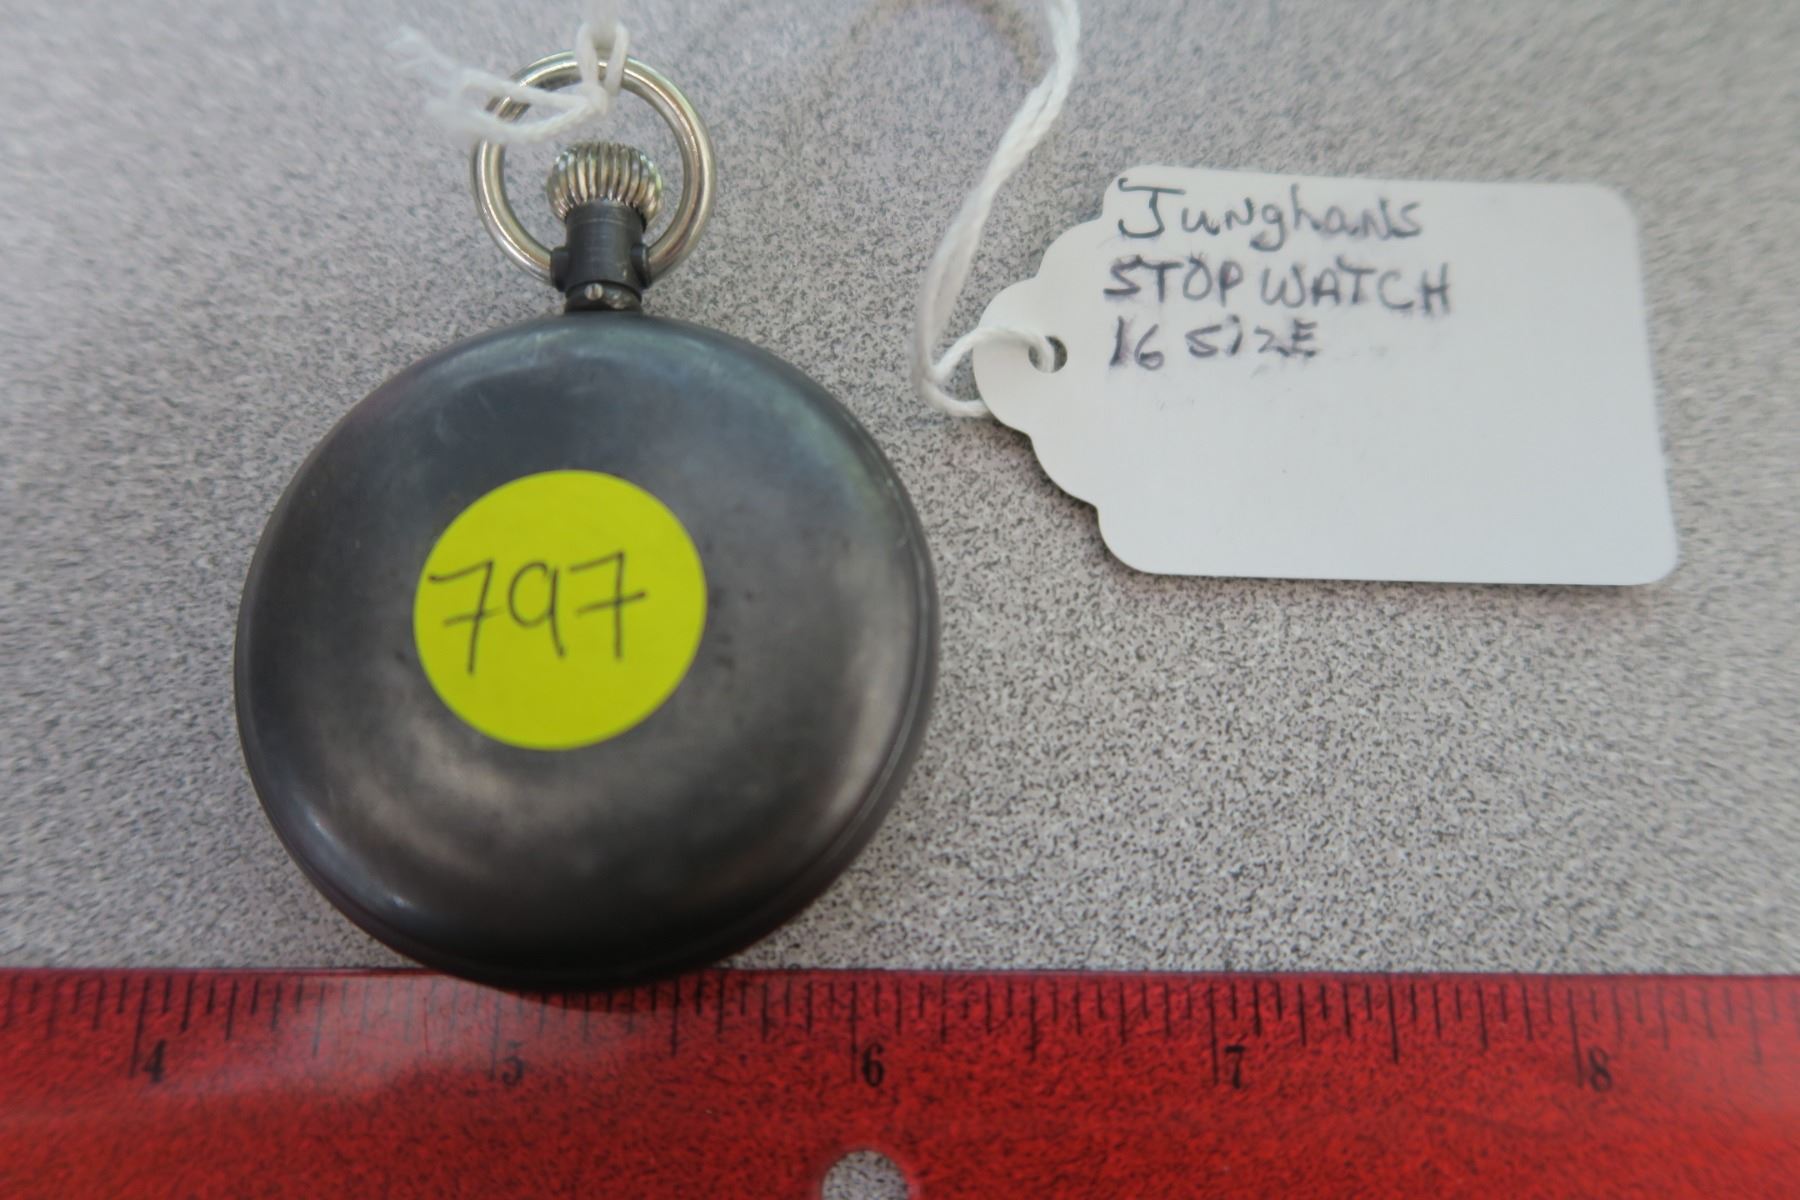 Junghans
STOP WATCH
16 SIZE
797
4 5 6 7 8